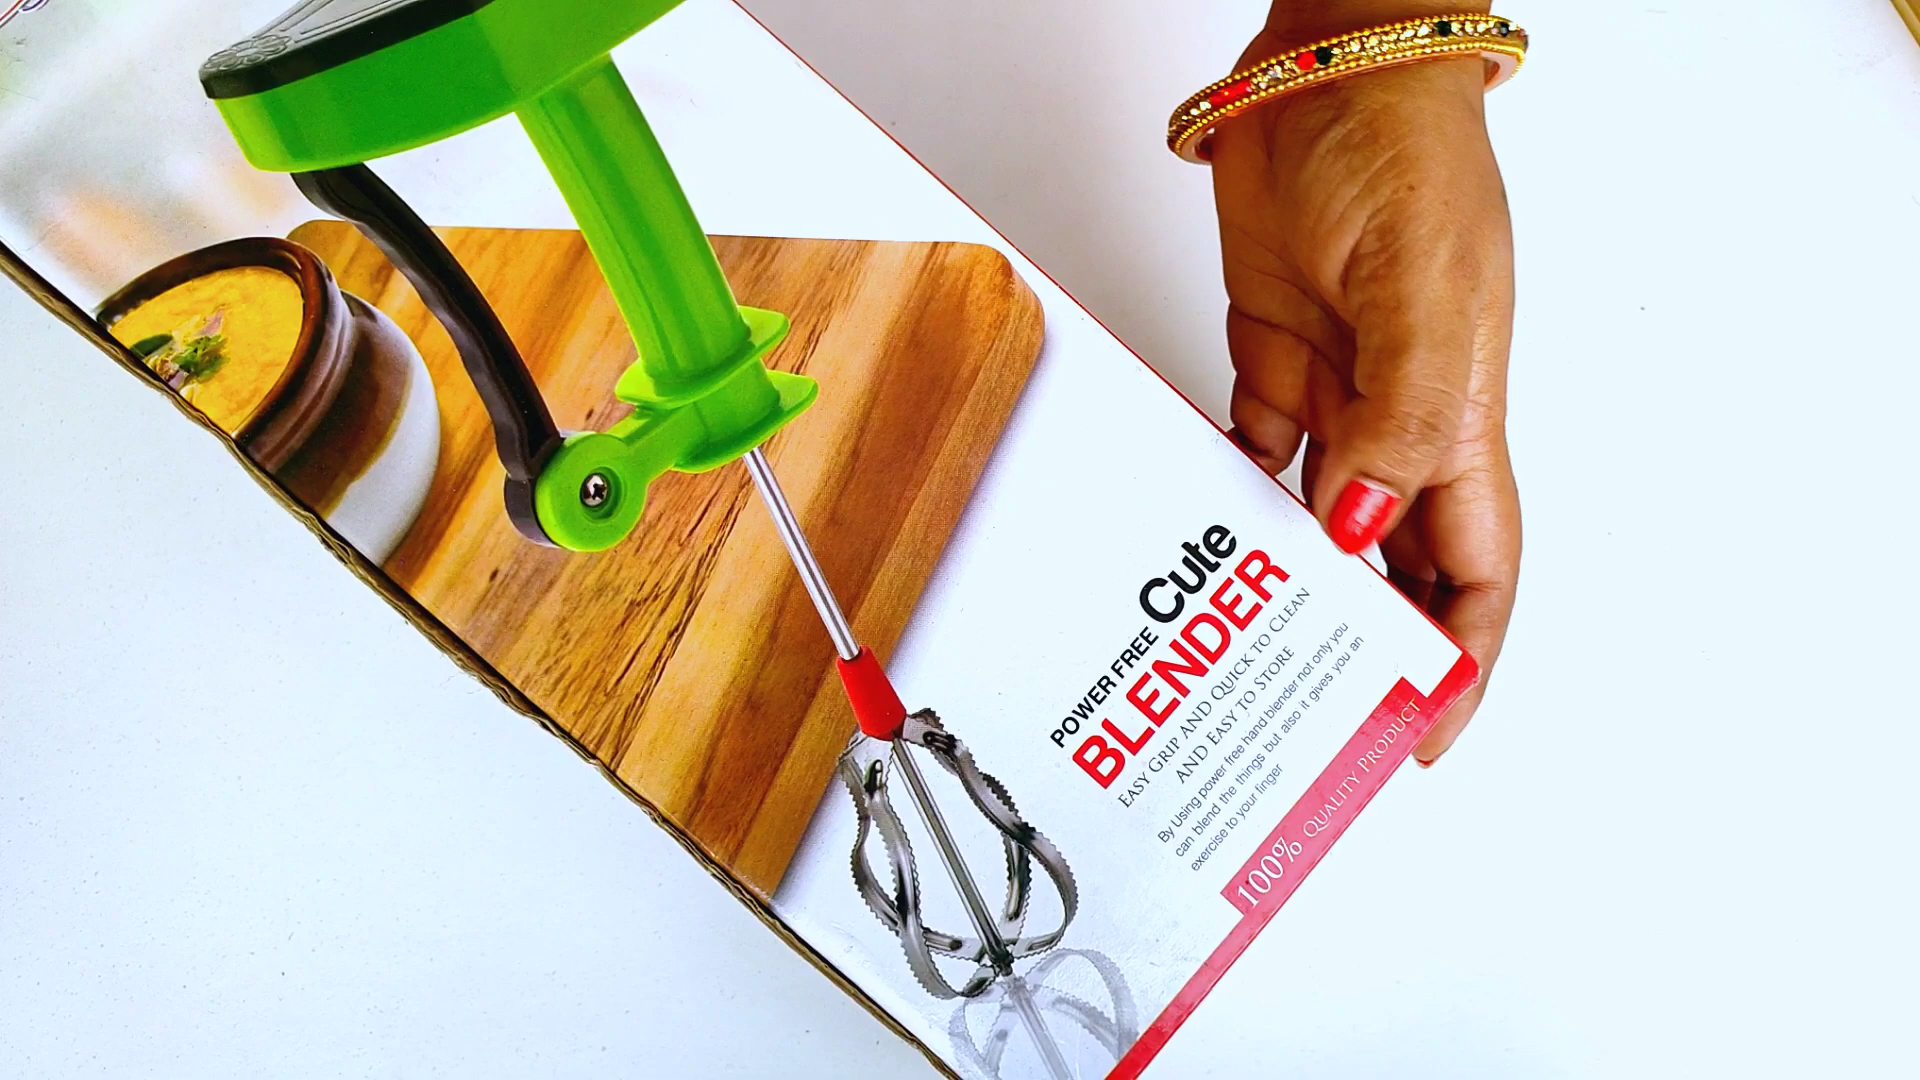 POWER FREE Cute
BLENDER
EASY GRIP AND QUICK TO CLEAN
AND EASY TO STORE
By Using power free hand blender not only you
can blend the things but also it gives you an
exercise to your finger
100% QUALITY PRODUCT